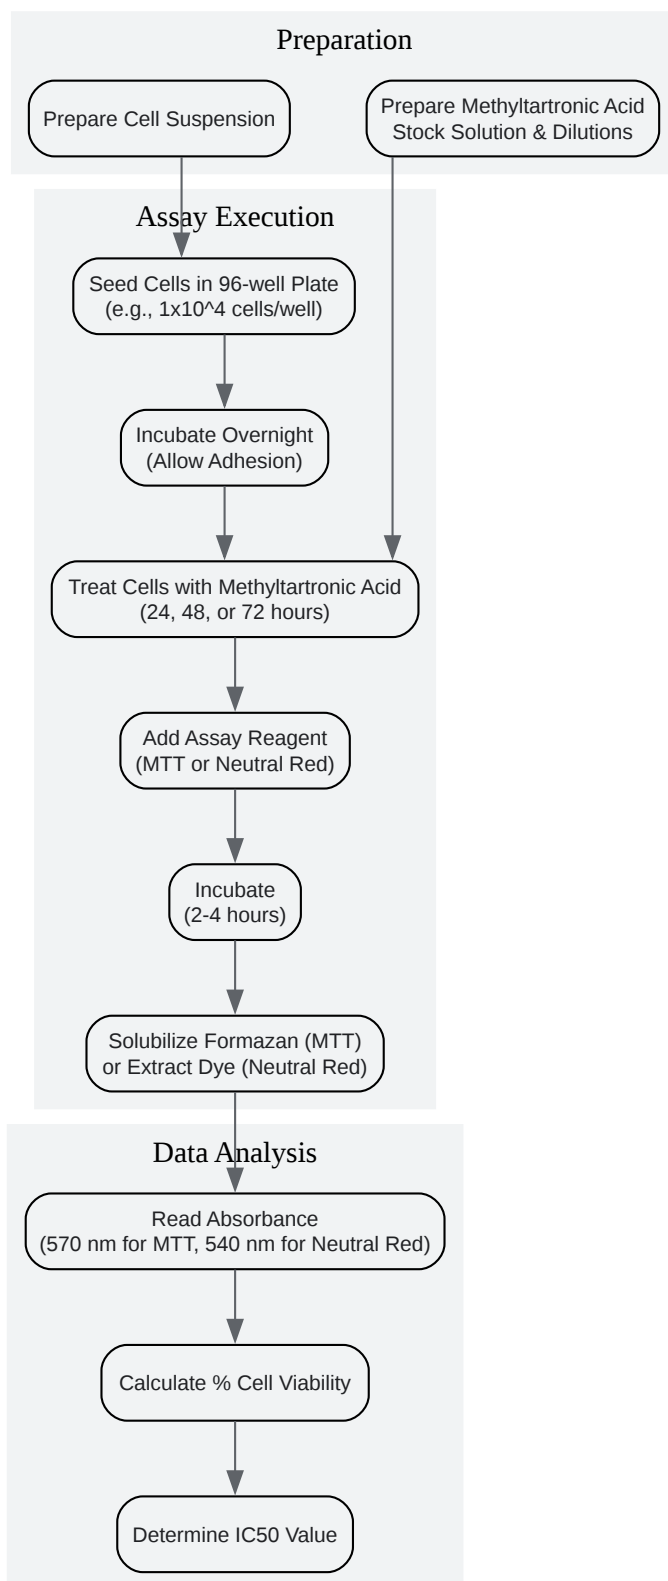 Preparation
Prepare Cell Suspension
Prepare Methyltartronic Acid
Stock Solution & Dilutions
Assay Execution
Seed Cells in 96-well Plate
(e.g., 1x10^4 cells/well)
Incubate Overnight
(Allow Adhesion)
Treat Cells with Methyltartronic Acid
(24, 48, or 72 hours)
Add Assay Reagent
(MTT or Neutral Red)
Incubate
(2-4 hours)
Solubilize Formazan (MTT)
or Extract Dye (Neutral Red)
Data Analysis
Read Absorbance
(570 nm for MTT, 540 nm for Neutral Red)
Calculate % Cell Viability
Determine IC50 Value